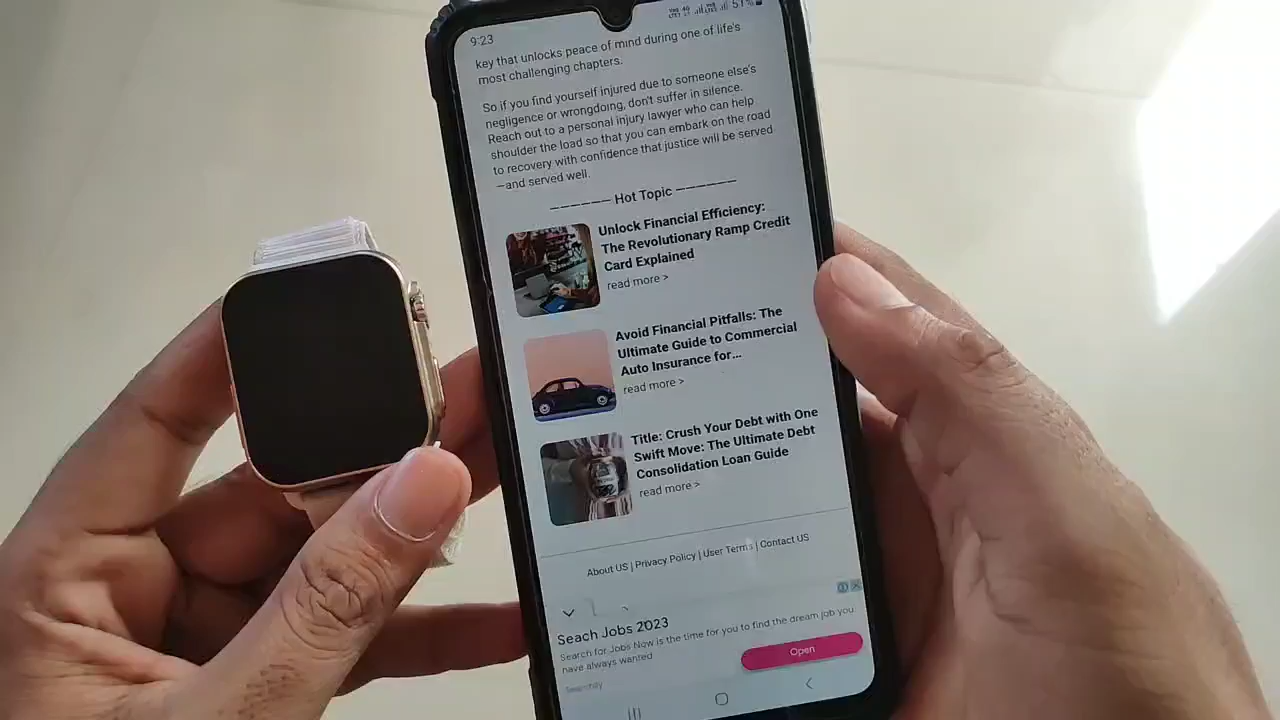 9:23
51%
key that unlocks peace of mind during one of life's
most challenging chapters.
So if you find yourself injured due to someone else's
negligence or wrongdoing, don't suffer in silence.
Reach out to a personal injury lawyer who can help
shoulder the load so that you can embark on the road
to recovery with confidence that justice will be served
—and served well.
------ Hot Topic ------
Unlock Financial Efficiency:
The Revolutionary Ramp Credit
Card Explained
read more >
Avoid Financial Pitfalls: The
Ultimate Guide to Commercial
Auto Insurance for...
read more >
Title: Crush Your Debt with One
Swift Move: The Ultimate Debt
Consolidation Loan Guide
read more >
About US | Privacy Policy | User Terms | Contact US
Seach Jobs 2023
Search for Jobs Now is the time for you to find the dream job you
have always wanted
Open